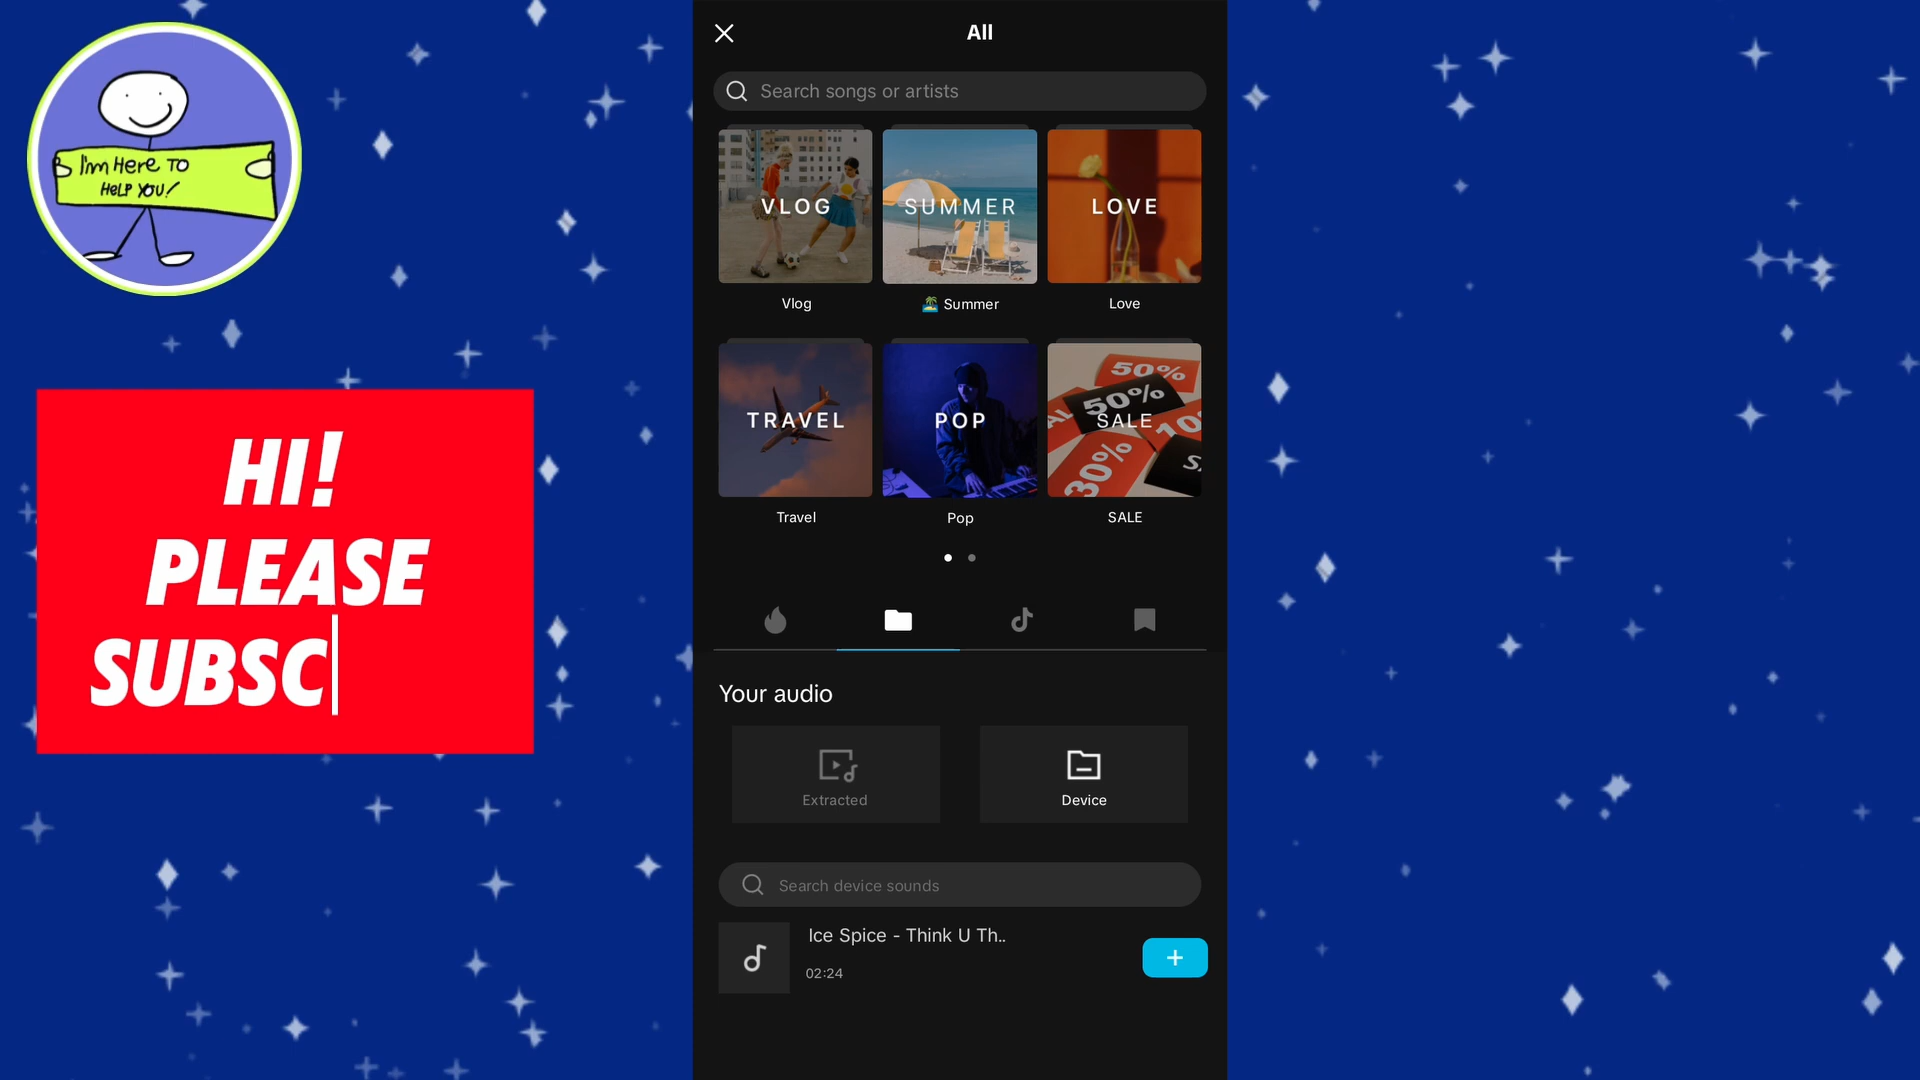 I'm HERE TO
HELP YOU!
HI!
PLEASE
SUBSC
All
Search songs or artists
VLOG
SUMMER
LOVE
Vlog
Summer
Love
TRAVEL
POP
50%
50%
SALE
30%
Travel
Pop
SALE
Your audio
Extracted
Device
Search device sounds
Ice Spice - Think U Th..
02:24